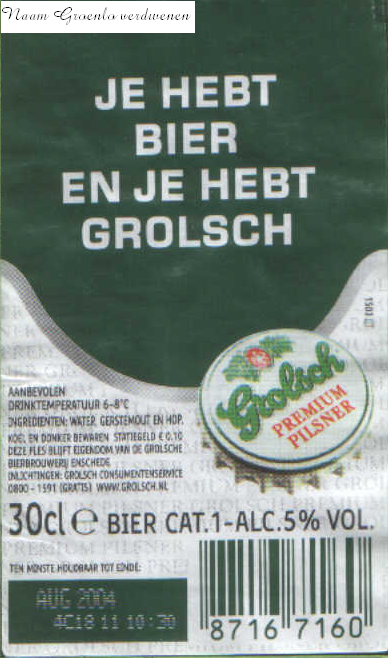 Naam Groenlo verdwenen
JE HEBT
BIER
EN JE HEBT
GROLSCH
1503
Grolsch
PREMIUM
PILSNER
AANBEVOLEN
DRINKTEMPERATUUR 6-8°C
INGREDIENTEN: WATER, GERSTEMOUT EN HOP.
KOEL EN DONKER BEWAREN STATIEGELD € 0,10
DEZE FLES BLIJFT EIGENDOM VAN DE GROLSCHE
BIERBROUWERIJ ENSCHEDE
INLICHTINGEN: GROLSCH CONSUMENTENSERVICE
0800 - 1591 (GRATIS) WWW.GROLSCH.NL
30cl e BIER CAT.1-ALC.5% VOL.
PREMIUM PILSNER
TEN MINSTE HOUDBAAR TOT EINDE:
AUG 2004
4C18 11 10:30
8716 7160